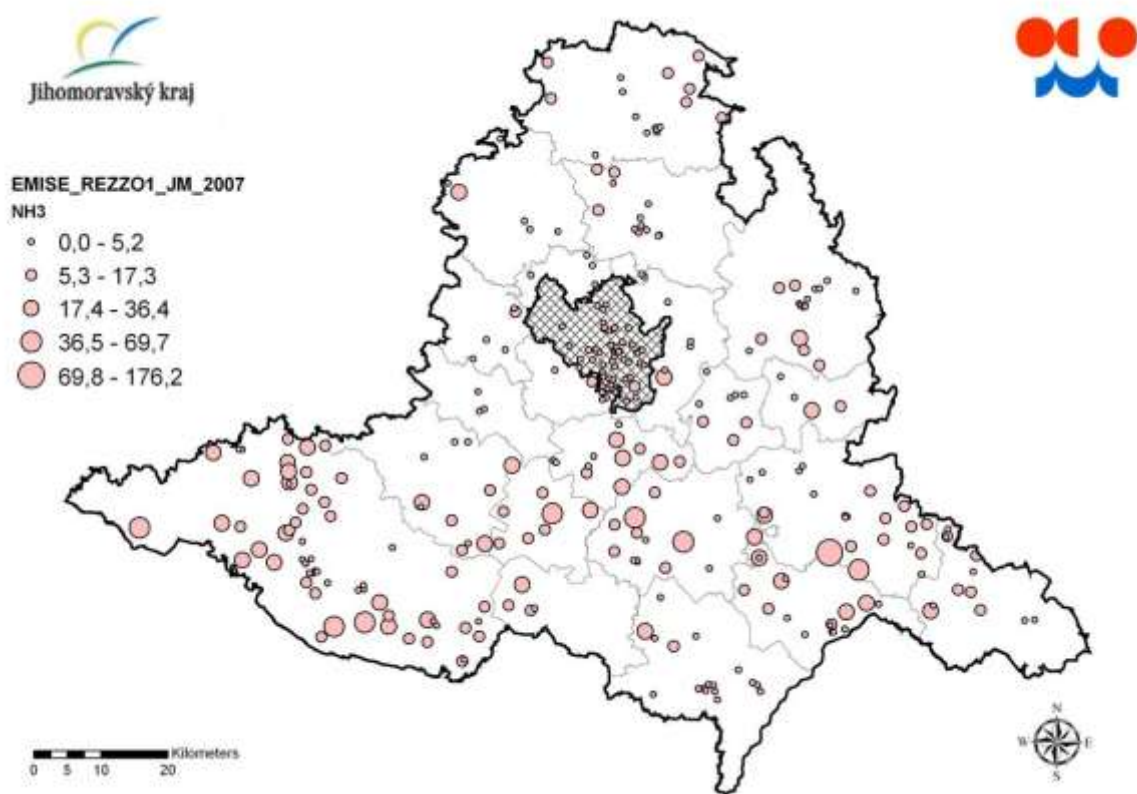 Jihomoravský kraj
EMISE_REZZO1_JM_2007
NH3
0,0 - 5,2
5,3 - 17,3
17,4 - 36,4
36,5 - 69,7
69,8 - 176,2
Kilometers
0 5 10 20
N
W E
S